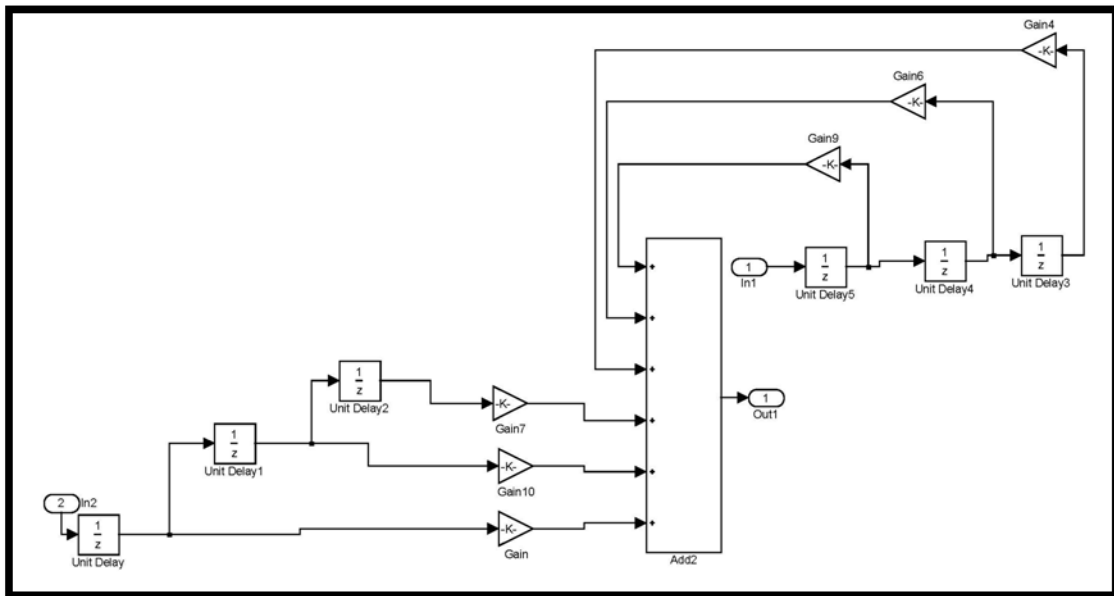 Gain4
-K-
Gain6
-K-
Gain9
-K-
+
1
In1
1
z
Unit Delay5
1
z
Unit Delay4
1
z
Unit Delay3
+
+
1
z
Unit Delay2
-K-
Gain7
+
1
Out1
1
z
Unit Delay1
-K-
Gain10
+
2
In2
1
z
Unit Delay
-K-
Gain
+
Add2